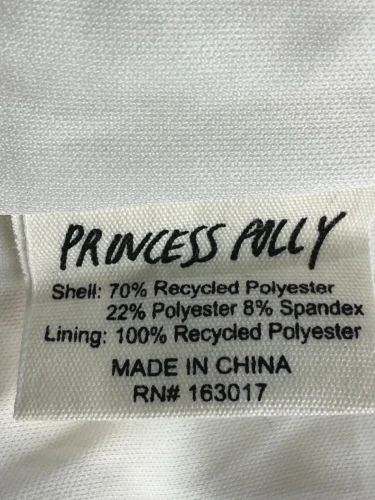 PRINCESS POLLY
Shell: 70% Recycled Polyester
22% Polyester 8% Spandex
Lining: 100% Recycled Polyester
MADE IN CHINA
RN# 163017